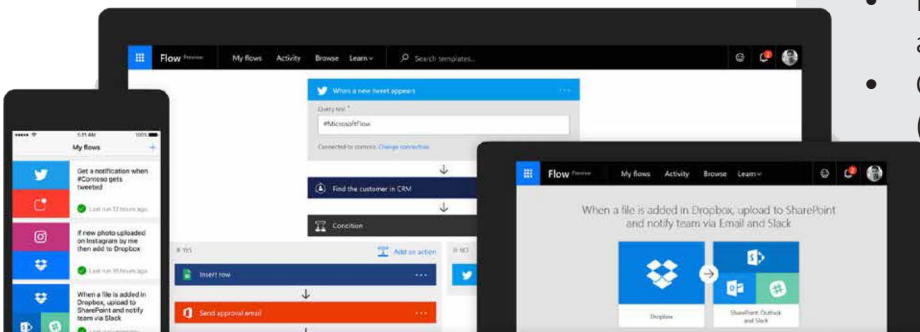 Flow Preview My flows Activity Browse Learn Search templates...
When a new tweet appears
Query text *
#MicrosoftFlow
Connected to contoso. Change connection
Find the customer in CRM
Condition
IF YES
Add an action
IF NO
Insert row
Send approval email
5:11 AM 100%
My flows +
Get a notification when
#Contoso gets
tweeted
Last run 12 hours ago
If new photo uploaded
on Instagram by me
then add to Dropbox
When a file is added in
Dropbox, upload to
SharePoint and notify
team via Slack
Flow Preview My flows Activity Browse Learn
When a file is added in Dropbox, upload to SharePoint
and notify team via Email and Slack
Dropbox
SharePoint, Outlook
and Slack